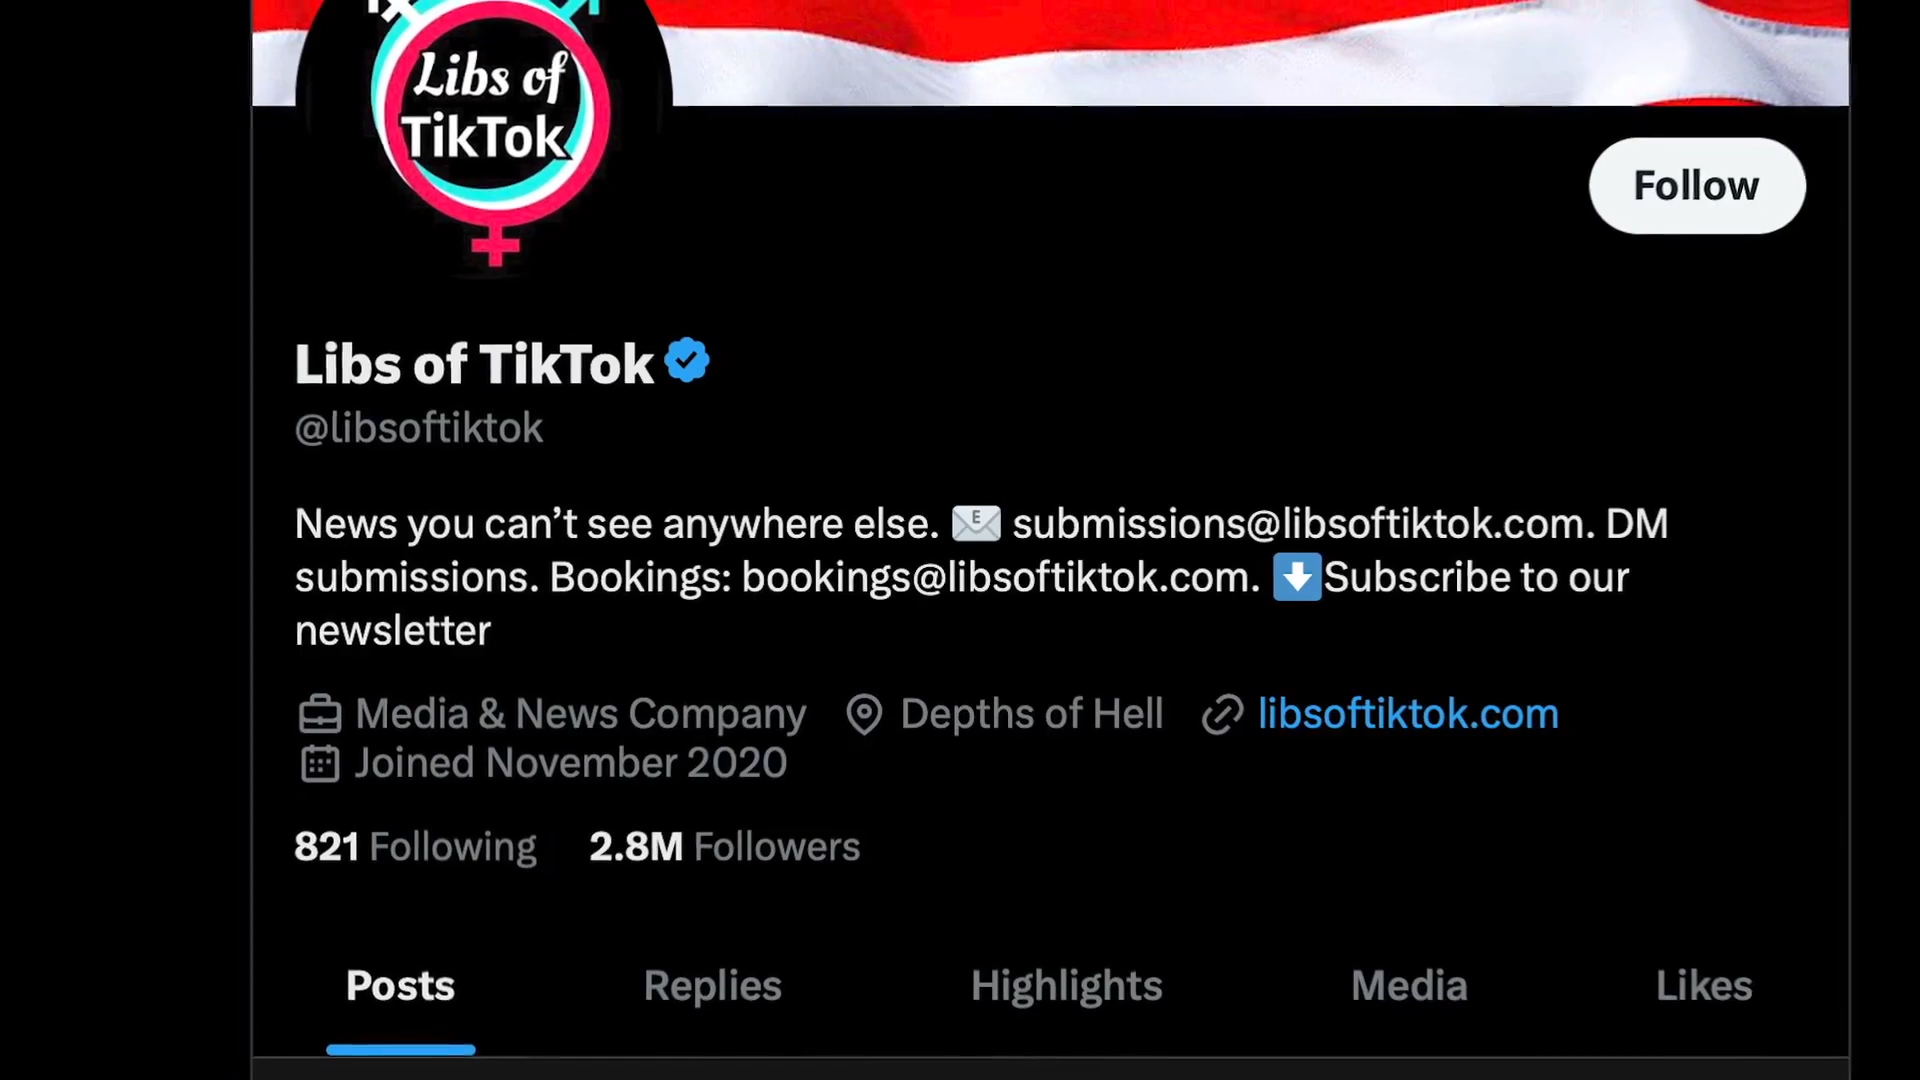 Libs of
TikTok
Follow
Libs of TikTok
@libsoftiktok
News you can’t see anywhere else. E submissions@libsoftiktok.com. DM
submissions. Bookings: bookings@libsoftiktok.com. ⬇Subscribe to our
newsletter
Media & News Company Depths of Hell libsoftiktok.com
Joined November 2020
821 Following 2.8M Followers
Posts Replies Highlights Media Likes